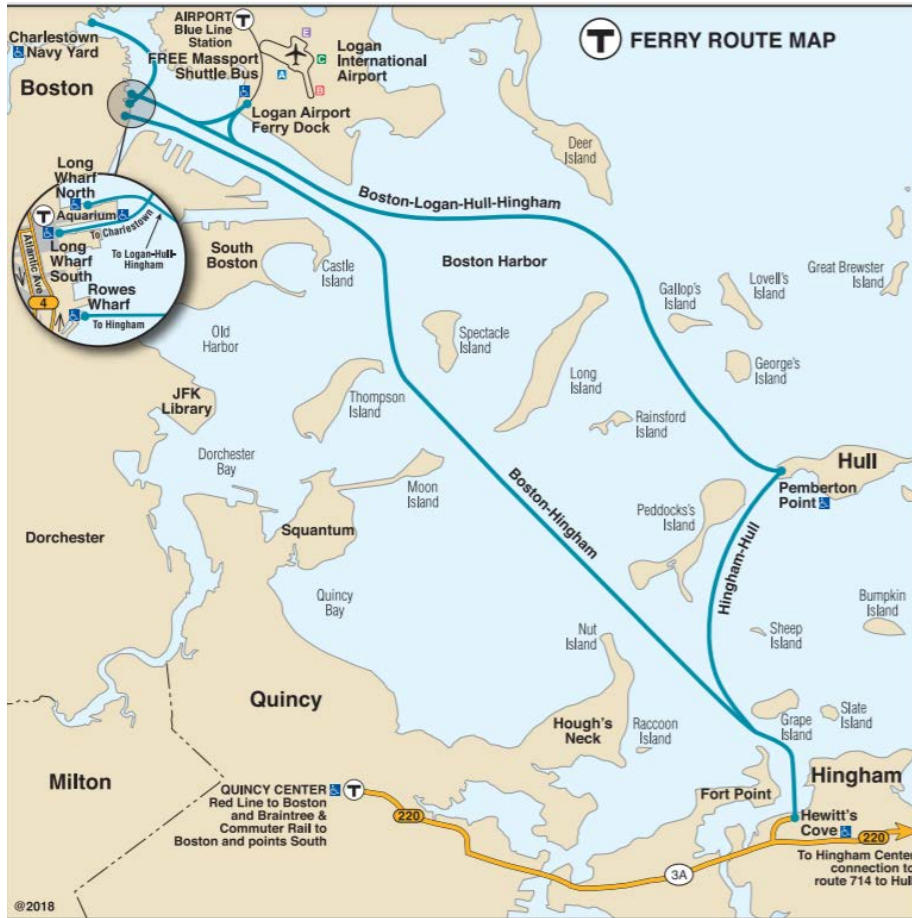 T FERRY ROUTE MAP
Charlestown
Navy Yard
AIRPORT T
Blue Line
Station
FREE Massport
Shuttle Bus
E
C
A
B
Logan
International
Airport
Boston
Logan Airport
Ferry Dock
Deer
Island
Long
Wharf
North
T Aquarium
To Charlestown
To Logan-Hull-
Hingham
Long
Wharf
South
Atlantic Ave
4
Rowes
Wharf
To Hingham
Boston-Logan-Hull-Hingham
South
Boston
Castle
Island
Boston Harbor
Gallop's
Island
Lovell's
Island
Great Brewster
Island
Old
Harbor
Spectacle
Island
George's
Island
JFK
Library
Thompson
Island
Long
Island
Rainsford
Island
Dorchester
Bay
Moon
Island
Hull
Pemberton
Point
Peddocks's
Island
Boston-Hingham
Hingham-Hull
Squantum
Dorchester
Quincy
Bay
Bumpkin
Island
Nut
Island
Sheep
Island
Quincy
Hough's
Neck
Raccoon
Island
Grape
Island
Slate
Island
Milton
QUINCY CENTER T
Red Line to Boston
and Braintree &
Commuter Rail to
Boston and points South
220
Fort Point
Hingham
Hewitt's
Cove
220
3A
To Hingham Center
connection to
route 714 to Hull
@2018